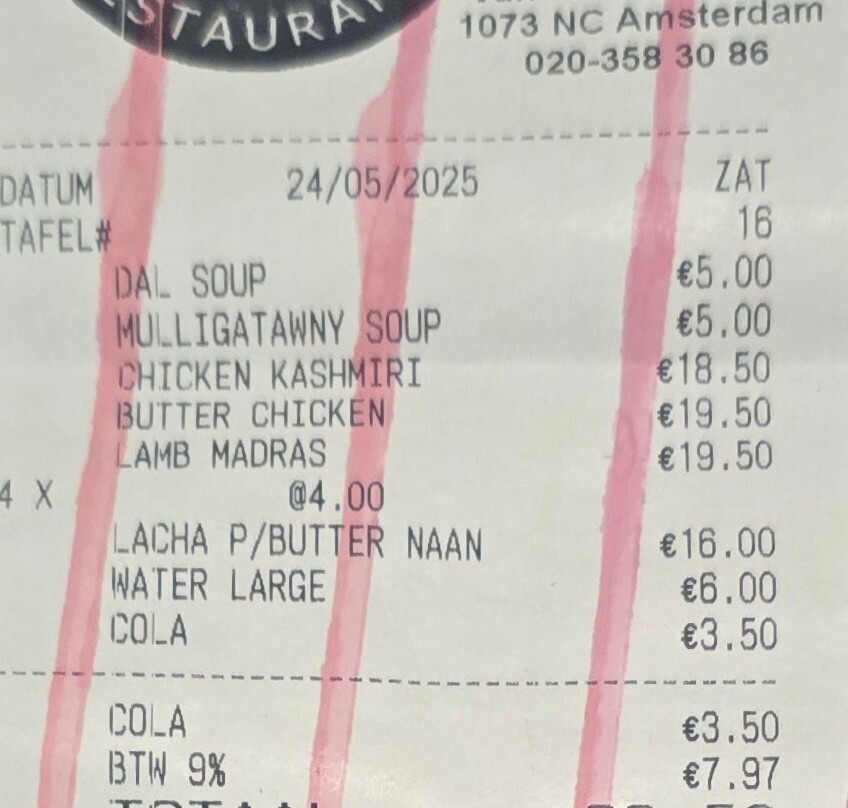 STAURA
1073 NC Amsterdam
020-358 30 86
DATUM 24/05/2025 ZAT
TAFEL# 16
DAL SOUP €5.00
MULLIGATAWNY SOUP €5.00
CHICKEN KASHMIRI €18.50
BUTTER CHICKEN €19.50
LAMB MADRAS €19.50
4 X @4.00
LACHA P/BUTTER NAAN €16.00
WATER LARGE €6.00
COLA €3.50
COLA €3.50
BTW 9% €7.97